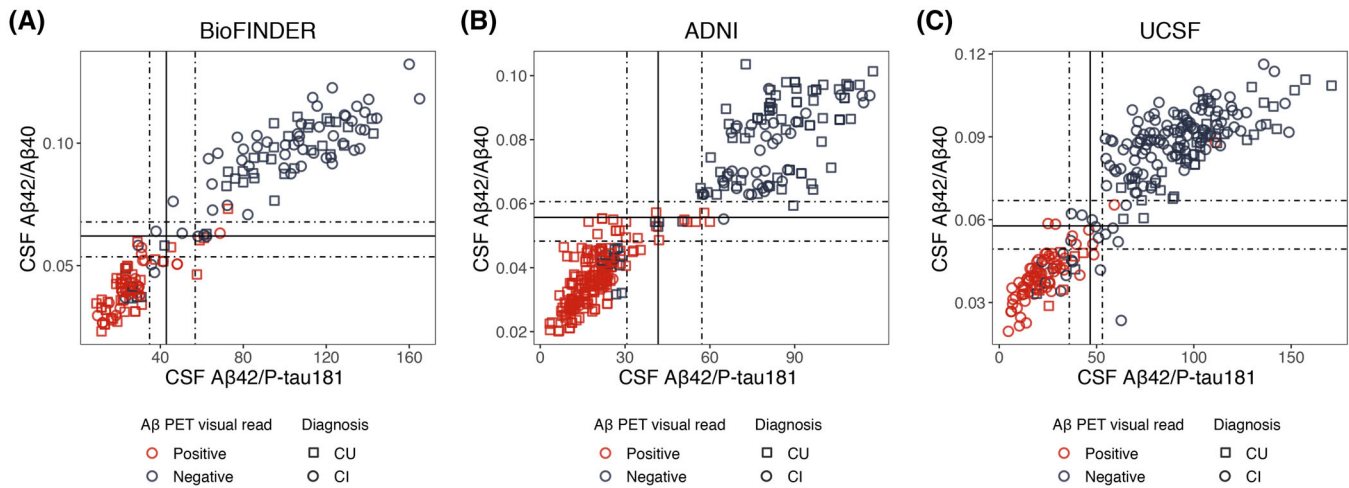 (A)
BioFINDER
CSF Aβ42/Aβ40
0.10
0.05
40
80
120
160
CSF Aβ42/P-tau181
Aβ PET visual read
Diagnosis
Positive
CU
Negative
CI
(B)
ADNI
CSF Aβ42/Aβ40
0.10
0.08
0.06
0.04
0.02
0
30
60
90
CSF Aβ42/P-tau181
Aβ PET visual read
Diagnosis
Positive
CU
Negative
CI
(C)
UCSF
CSF Aβ42/Aβ40
0.12
0.09
0.06
0.03
0
50
100
150
CSF Aβ42/P-tau181
Aβ PET visual read
Diagnosis
Positive
CU
Negative
CI